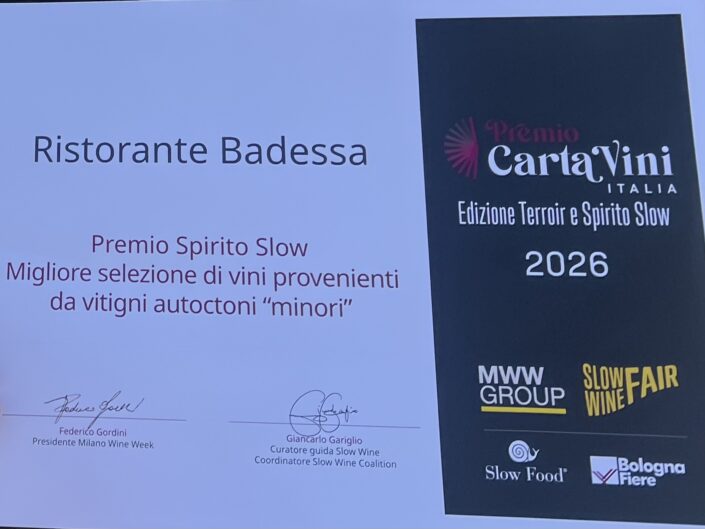 Ristorante Badessa
Premio Spirito Slow
Migliore selezione di vini provenienti
da vitigni autoctoni “minori”
Federico Gordini
Presidente Milano Wine Week
Giancarlo Gariglio
Curatore guida Slow Wine
Coordinatore Slow Wine Coalition
Premio
CartaVini
ITALIA
Edizione Terroir e Spirito Slow
2026
MWW
GROUP
SLOW
WINE
FAIR
Slow Food®
Bologna
Fiere